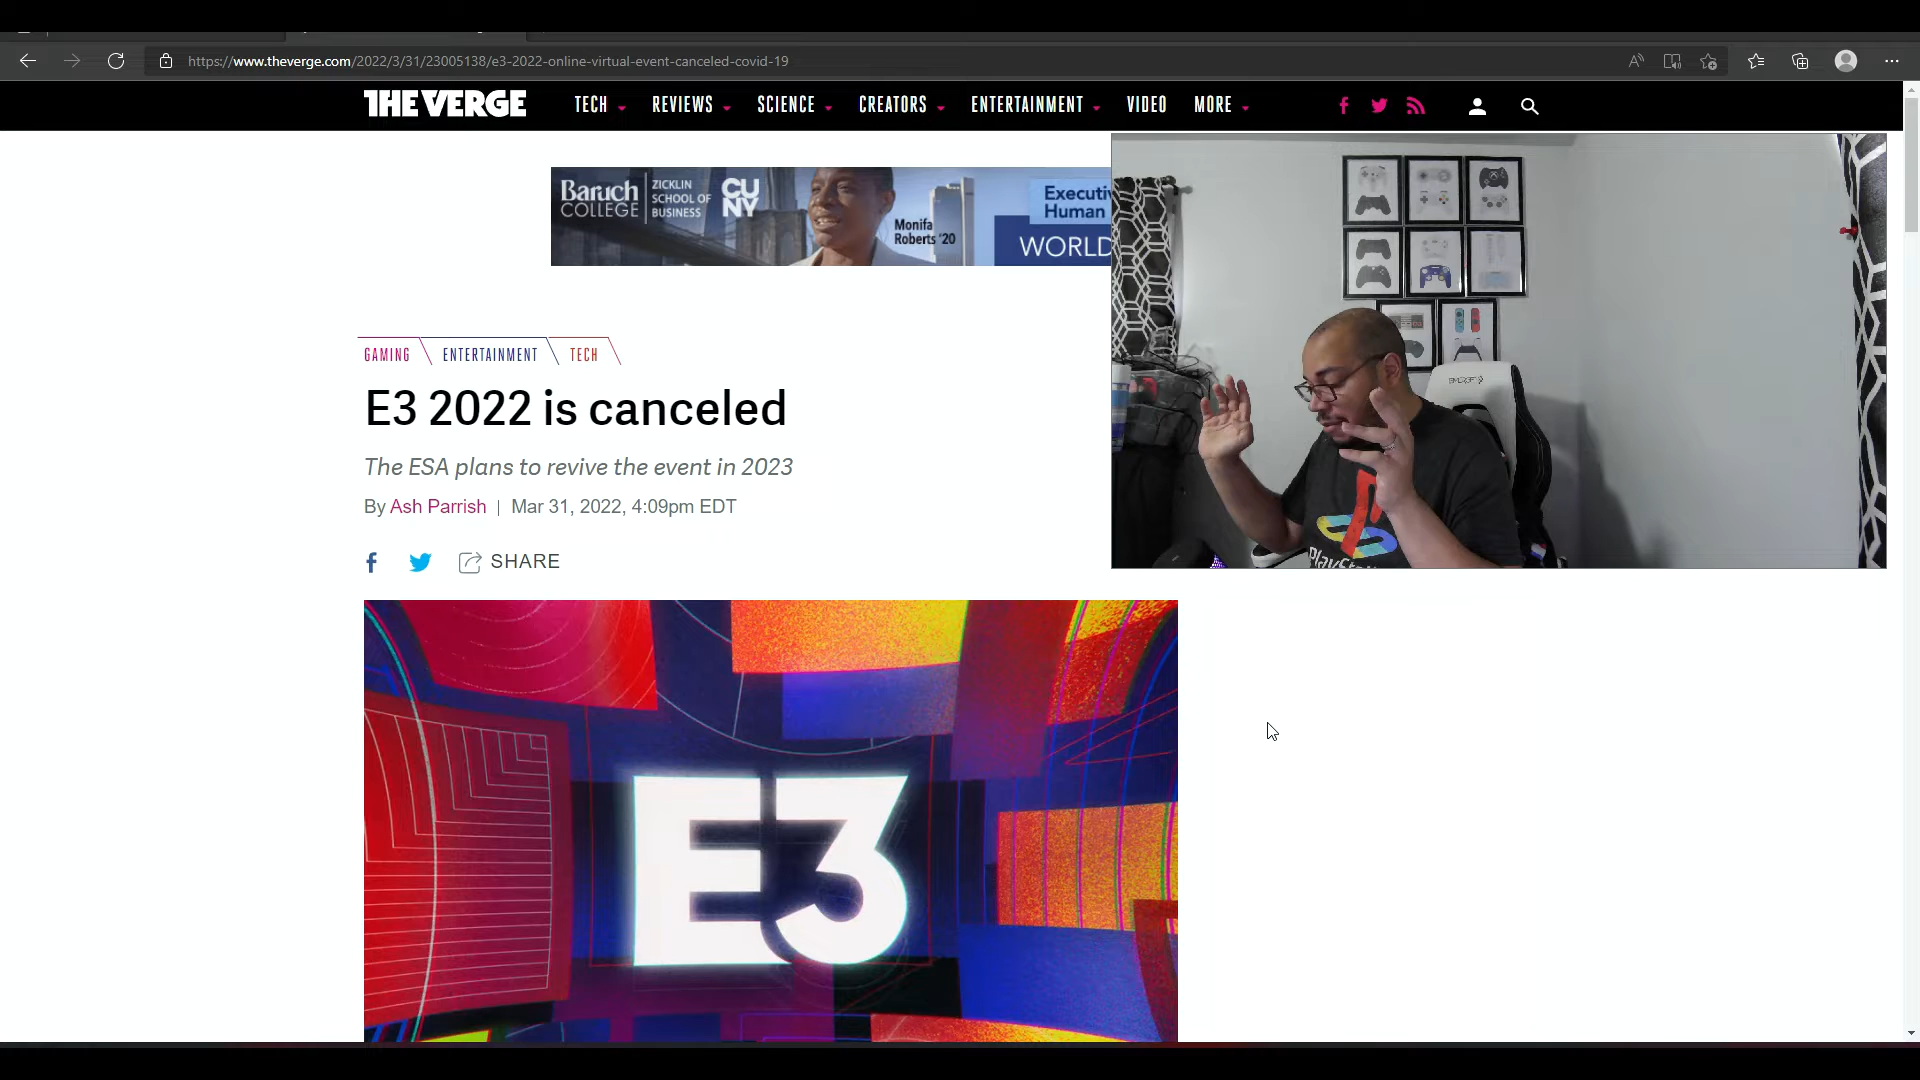 https://www.theverge.com/2022/3/31/23005138/e3-2022-online-virtual-event-canceled-covid-19
THE VERGE TECH REVIEWS SCIENCE CREATORS ENTERTAINMENT VIDEO MORE
Baruch COLLEGE
ZICKLIN SCHOOL OF BUSINESS
CU NY
Monifa Roberts '20
Human
WORLD
GAMING ENTERTAINMENT TECH
E3 2022 is canceled
The ESA plans to revive the event in 2023
By Ash Parrish | Mar 31, 2022, 4:09pm EDT
SHARE
E3